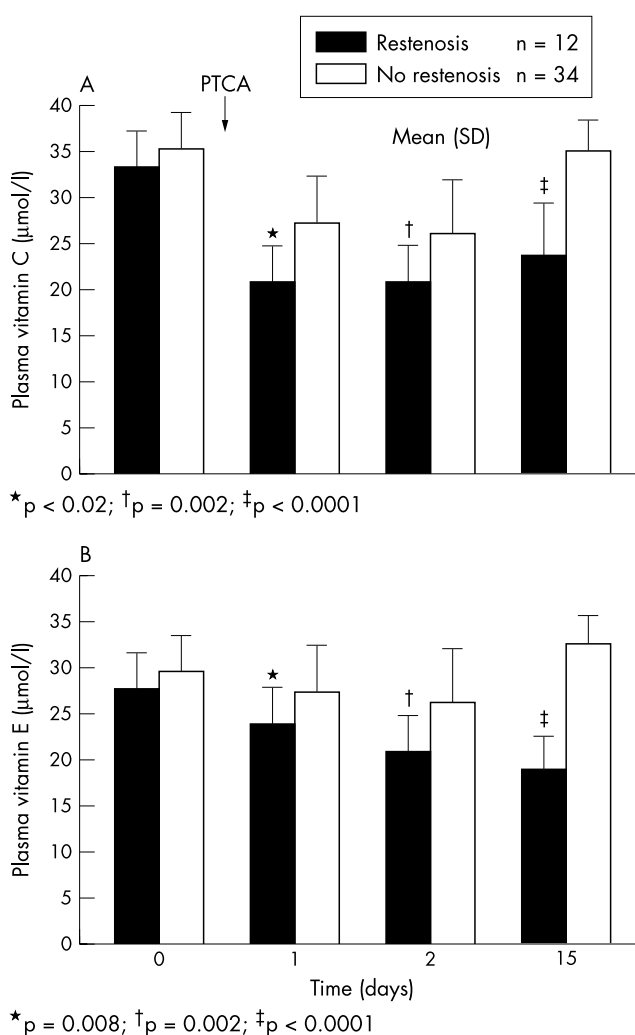 Restenosis n = 12
No restenosis n = 34
A
PTCA
Mean (SD)
40
35
30
25
20
15
10
5
0
Plasma vitamin C (μmol/l)
★ † ‡
★p < 0.02; †p = 0.002; ‡p < 0.0001
B
40
35
30
25
20
15
10
5
0
Plasma vitamin E (μmol/l)
★ † ‡
0 1 2 15
Time (days)
★p = 0.008; †p = 0.002; ‡p < 0.0001